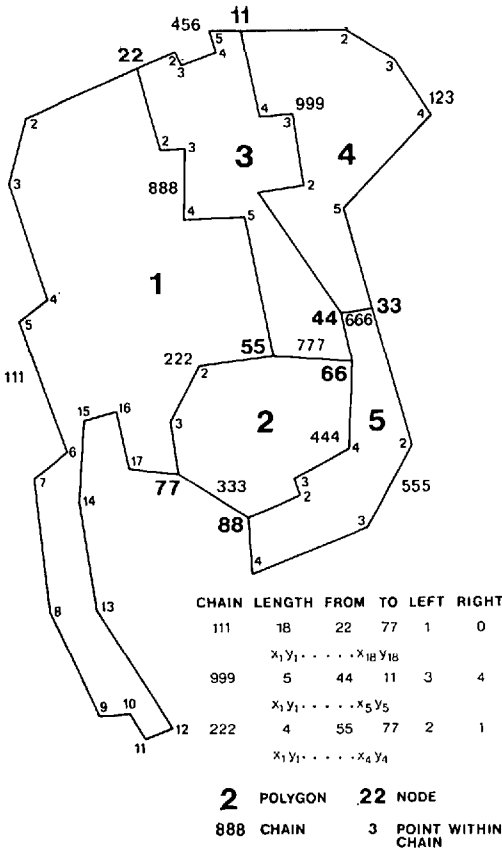 456 11
5 2
22 2 4
3 3
2 999 123
4 3 4
2 3 3 4
3 888 2
4 5 5
1
4
5 44 666 33
55 777
222 2 66
111
15 16 3 2 5
444 4 2
6 17
7 77 333 3
2 555
14 88
3
4
8 13
CHAIN LENGTH FROM TO LEFT RIGHT
111 18 22 77 1 0
x₁y₁·····x₁₈y₁₈
999 5 44 11 3 4
x₁y₁·····x₅y₅
9 10
222 4 55 77 2 1
11 12
x₁y₁·····x₄y₄
2 POLYGON 22 NODE
888 CHAIN 3 POINT WITHIN
CHAIN